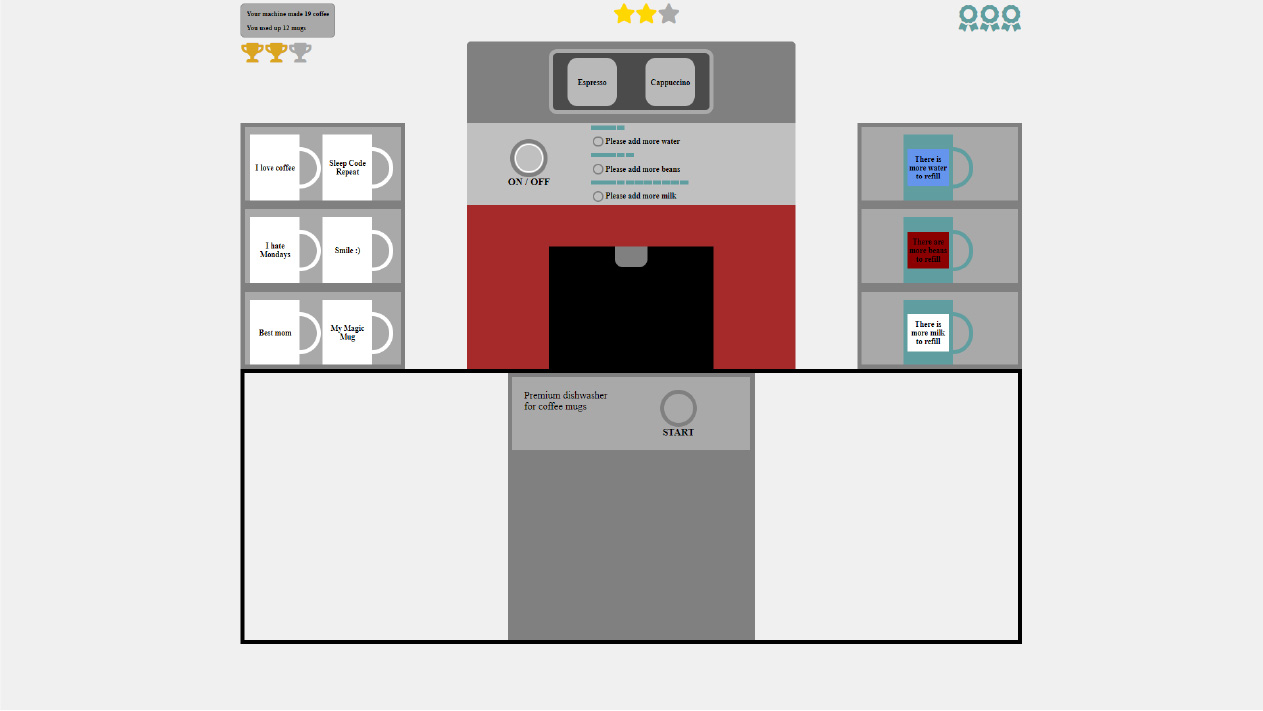 Your machine made 19 coffee
You used up 12 mugs
Espresso
Cappuccino
I love coffee
Sleep Code
Repeat
I hate
Mondays
Smile :)
Best mom
My Magic
Mug
ON / OFF
Please add more water
Please add more beans
Please add more milk
There is
more water
to refill
There are
more beans
to refill
There is
more milk
to refill
Premium dishwasher
for coffee mugs
START